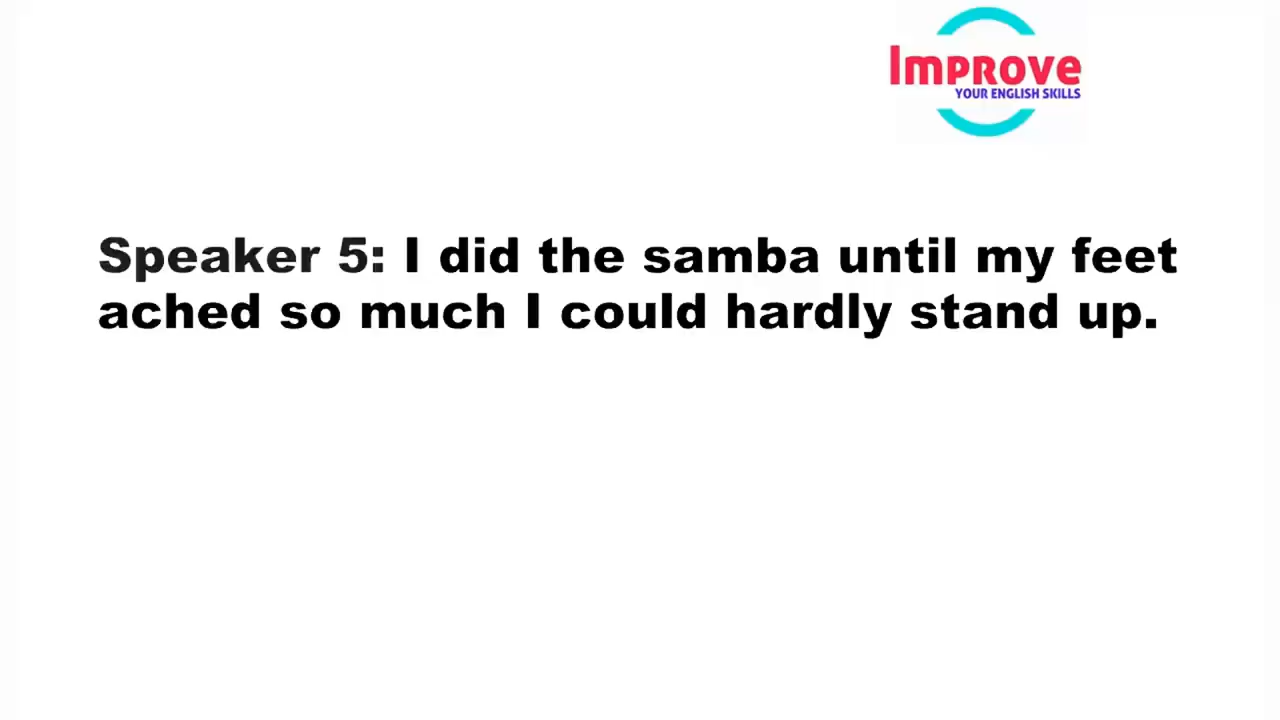 Improve
YOUR ENGLISH SKILLS
Speaker 5: I did the samba until my feet
ached so much I could hardly stand up.